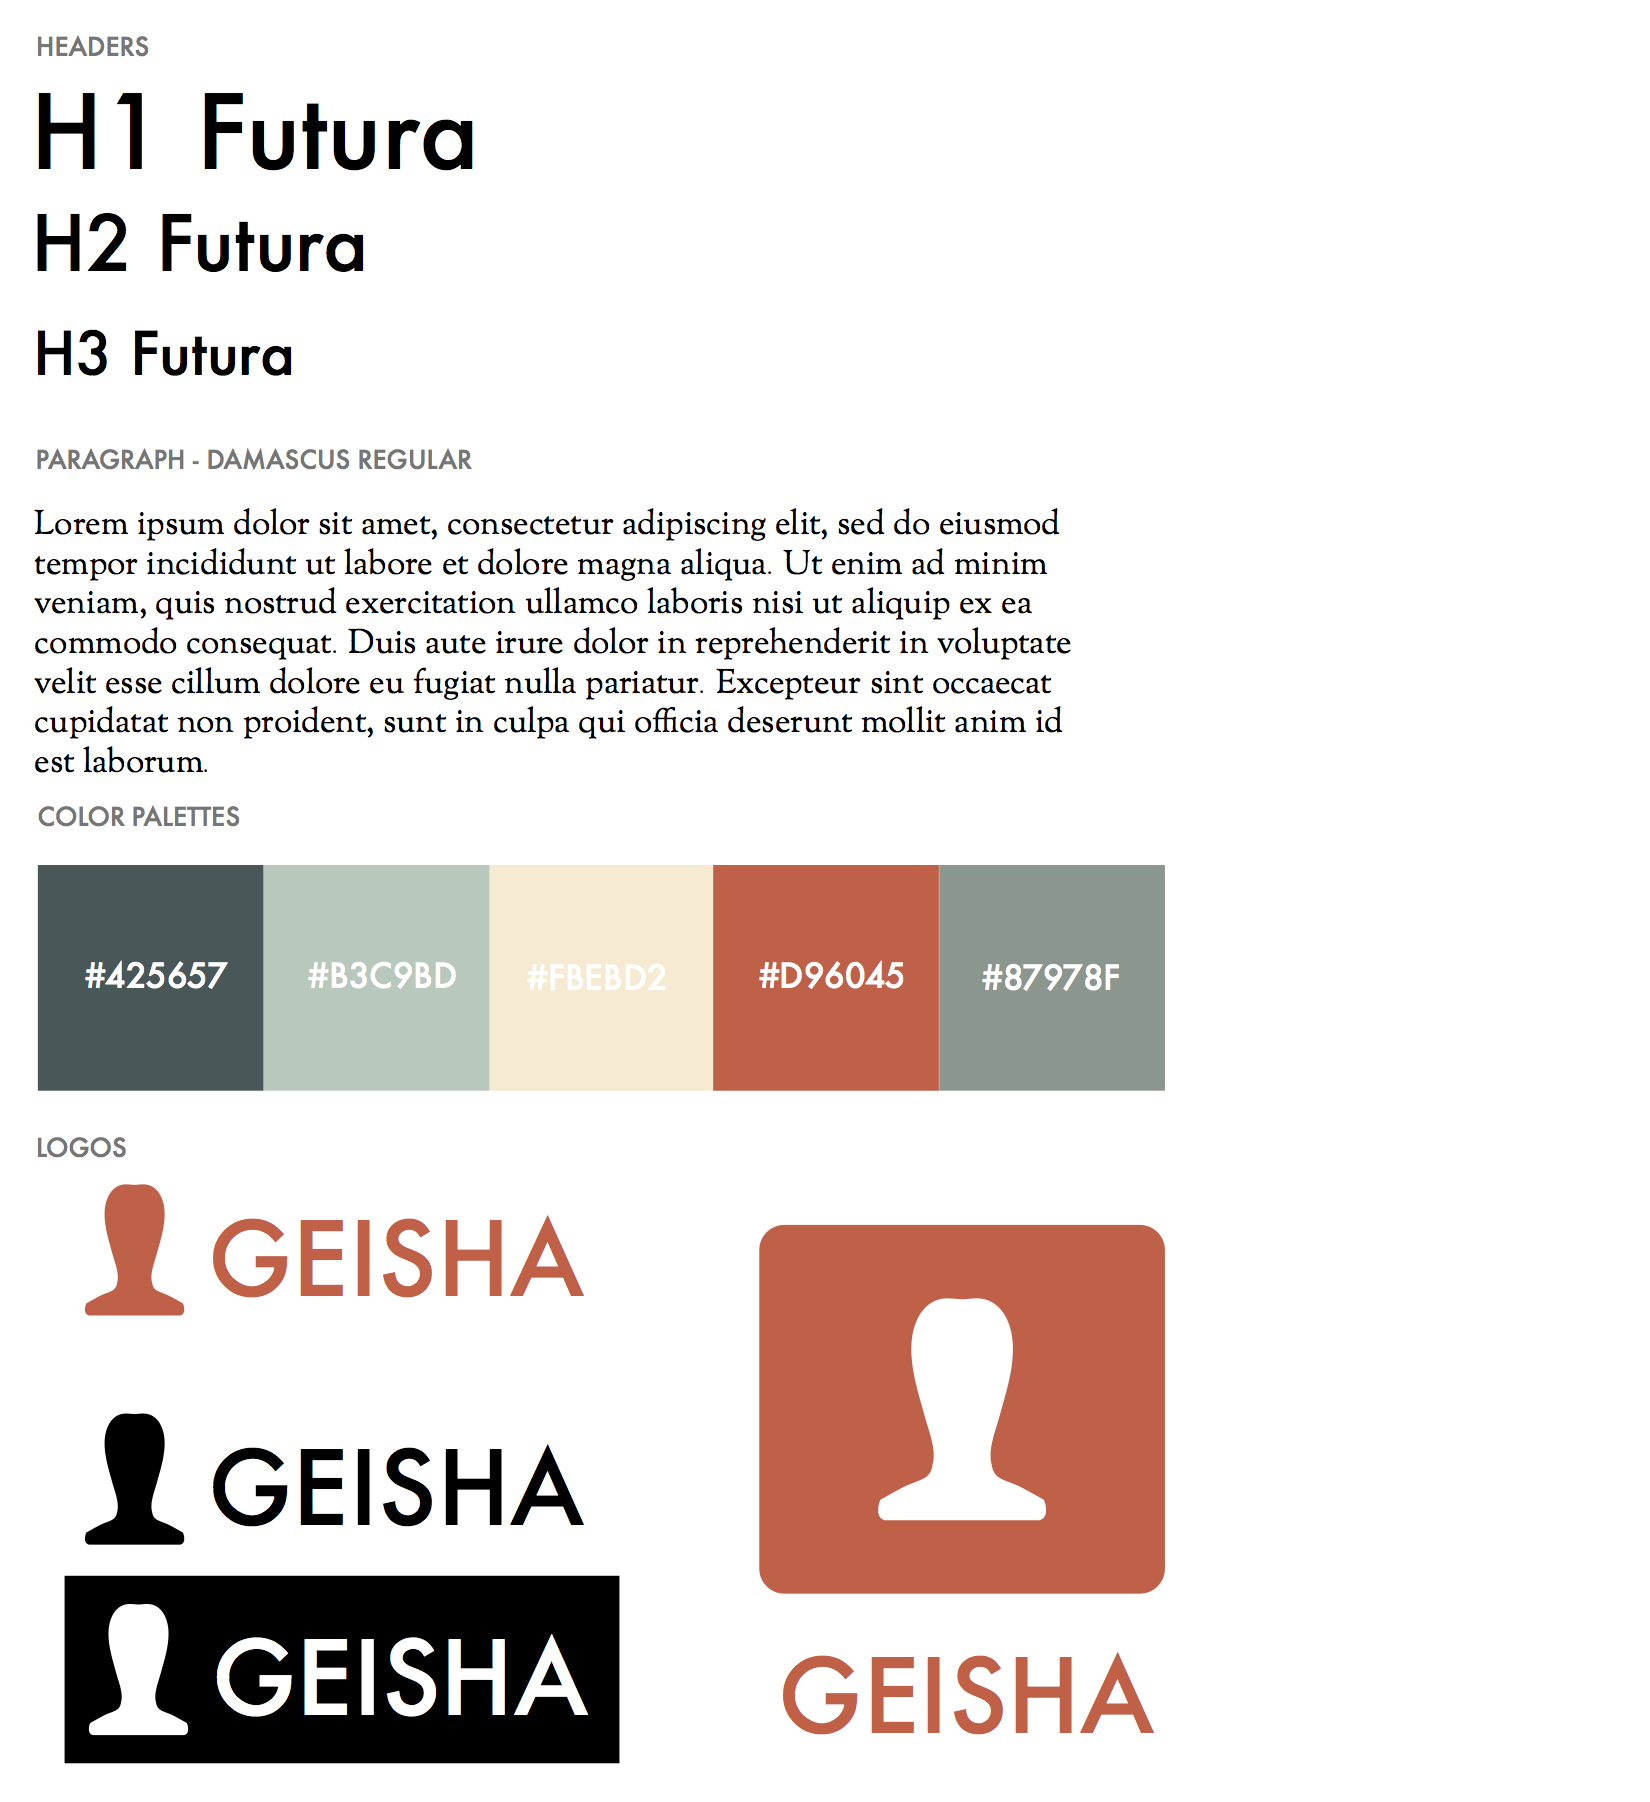 HEADERS
H1 Futura
H2 Futura
H3 Futura
PARAGRAPH - DAMASCUS REGULAR
Lorem ipsum dolor sit amet, consectetur adipiscing elit, sed do eiusmod
tempor incididunt ut labore et dolore magna aliqua. Ut enim ad minim
veniam, quis nostrud exercitation ullamco laboris nisi ut aliquip ex ea
commodo consequat. Duis aute irure dolor in reprehenderit in voluptate
velit esse cillum dolore eu fugiat nulla pariatur. Excepteur sint occaecat
cupidatat non proident, sunt in culpa qui officia deserunt mollit anim id
est laborum.
COLOR PALETTES
#425657 #B3C9BD #FBEBD2 #D96045 #87978F
LOGOS
GEISHA
GEISHA
GEISHA
GEISHA